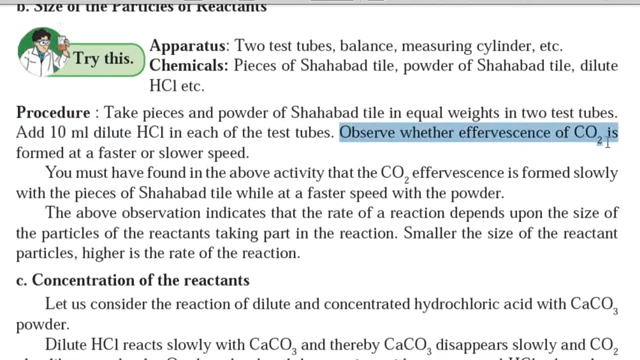 b. Size of the Particles of Reactants
Try this.
Apparatus: Two test tubes, balance, measuring cylinder, etc.
Chemicals: Pieces of Shahabad tile, powder of Shahabad tile, dilute
HCl etc.
Procedure : Take pieces and powder of Shahabad tile in equal weights in two test tubes.
Add 10 ml dilute HCl in each of the test tubes. Observe whether effervescence of CO₂ is
formed at a faster or slower speed.
You must have found in the above activity that the CO₂ effervescence is formed slowly
with the pieces of Shahabad tile while at a faster speed with the powder.
The above observation indicates that the rate of a reaction depends upon the size of
the particles of the reactants taking part in the reaction. Smaller the size of the reactant
particles, higher is the rate of the reaction.
c. Concentration of the reactants
Let us consider the reaction of dilute and concentrated hydrochloric acid with CaCO₃
powder.
Dilute HCl reacts slowly with CaCO₃ and thereby CaCO₃ disappears slowly and CO₂